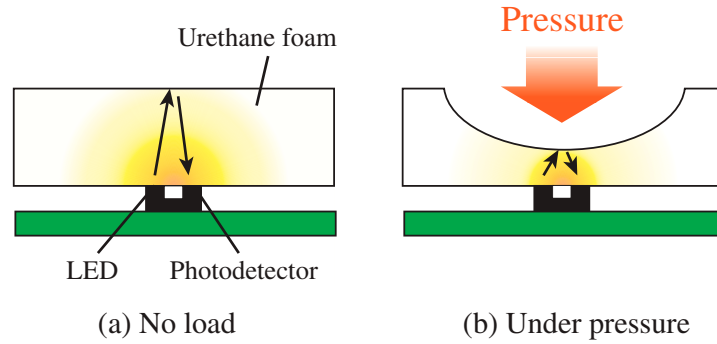 Urethane foam
Pressure
LED
Photodetector
(a) No load
(b) Under pressure